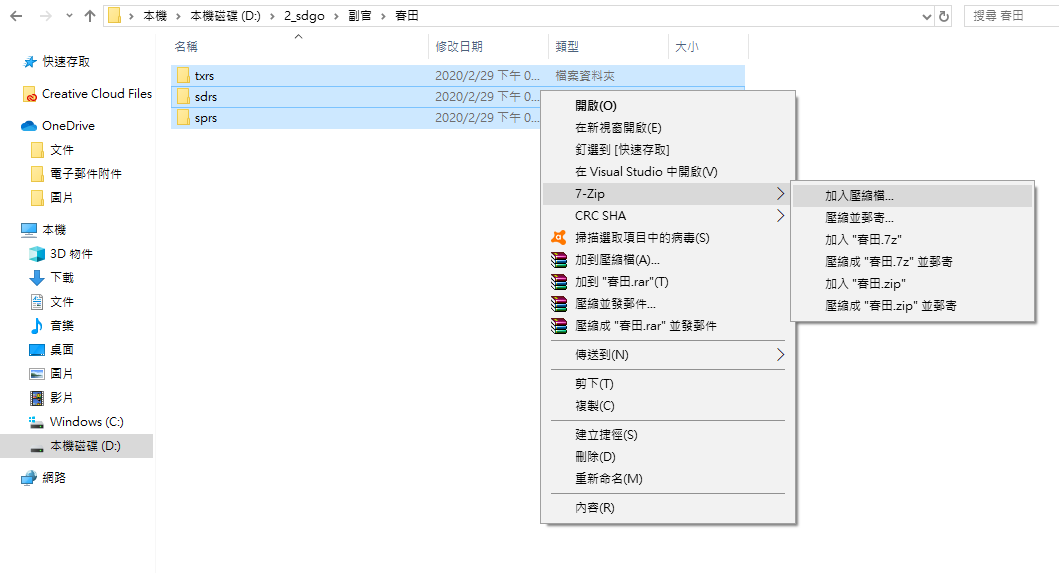 本機 > 本機磁碟 (D:) > 2_sdgo > 副官 > 春田
搜尋 春田
名稱 修改日期 類型 大小
快速存取
Creative Cloud Files
OneDrive
文件
電子郵件附件
圖片
本機
3D 物件
下載
文件
音樂
桌面
圖片
影片
Windows (C:)
本機磁碟 (D:)
網路
txrs 2020/2/29 下午 0... 檔案資料夾
sdrs 2020/2/29 下午 0...
sprs 2020/2/29 下午 0...
開啟(O)
在新視窗開啟(E)
釘選到 [快速存取]
在 Visual Studio 中開啟(V)
7-Zip
CRC SHA
掃描選取項目中的病毒(S)
加到壓縮檔(A)...
加到 "春田.rar"(T)
壓縮並發郵件...
壓縮成 "春田.rar" 並發郵件
傳送到(N)
剪下(T)
複製(C)
建立捷徑(S)
刪除(D)
重新命名(M)
內容(R)
加入壓縮檔...
壓縮並郵寄...
加入 "春田.7z"
壓縮成 "春田.7z" 並郵寄
加入 "春田.zip"
壓縮成 "春田.zip" 並郵寄